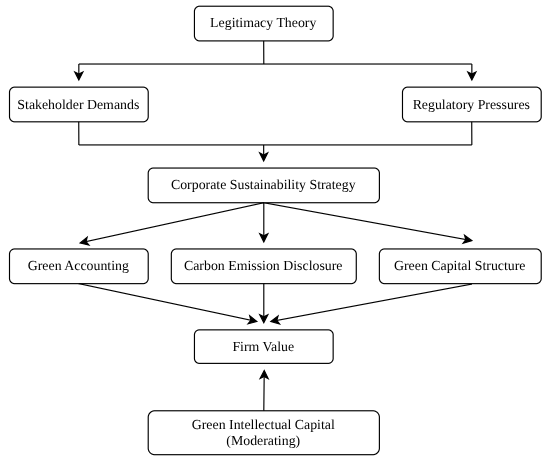 Legitimacy Theory
Stakeholder Demands
Regulatory Pressures
Corporate Sustainability Strategy
Green Accounting
Carbon Emission Disclosure
Green Capital Structure
Firm Value
Green Intellectual Capital
(Moderating)